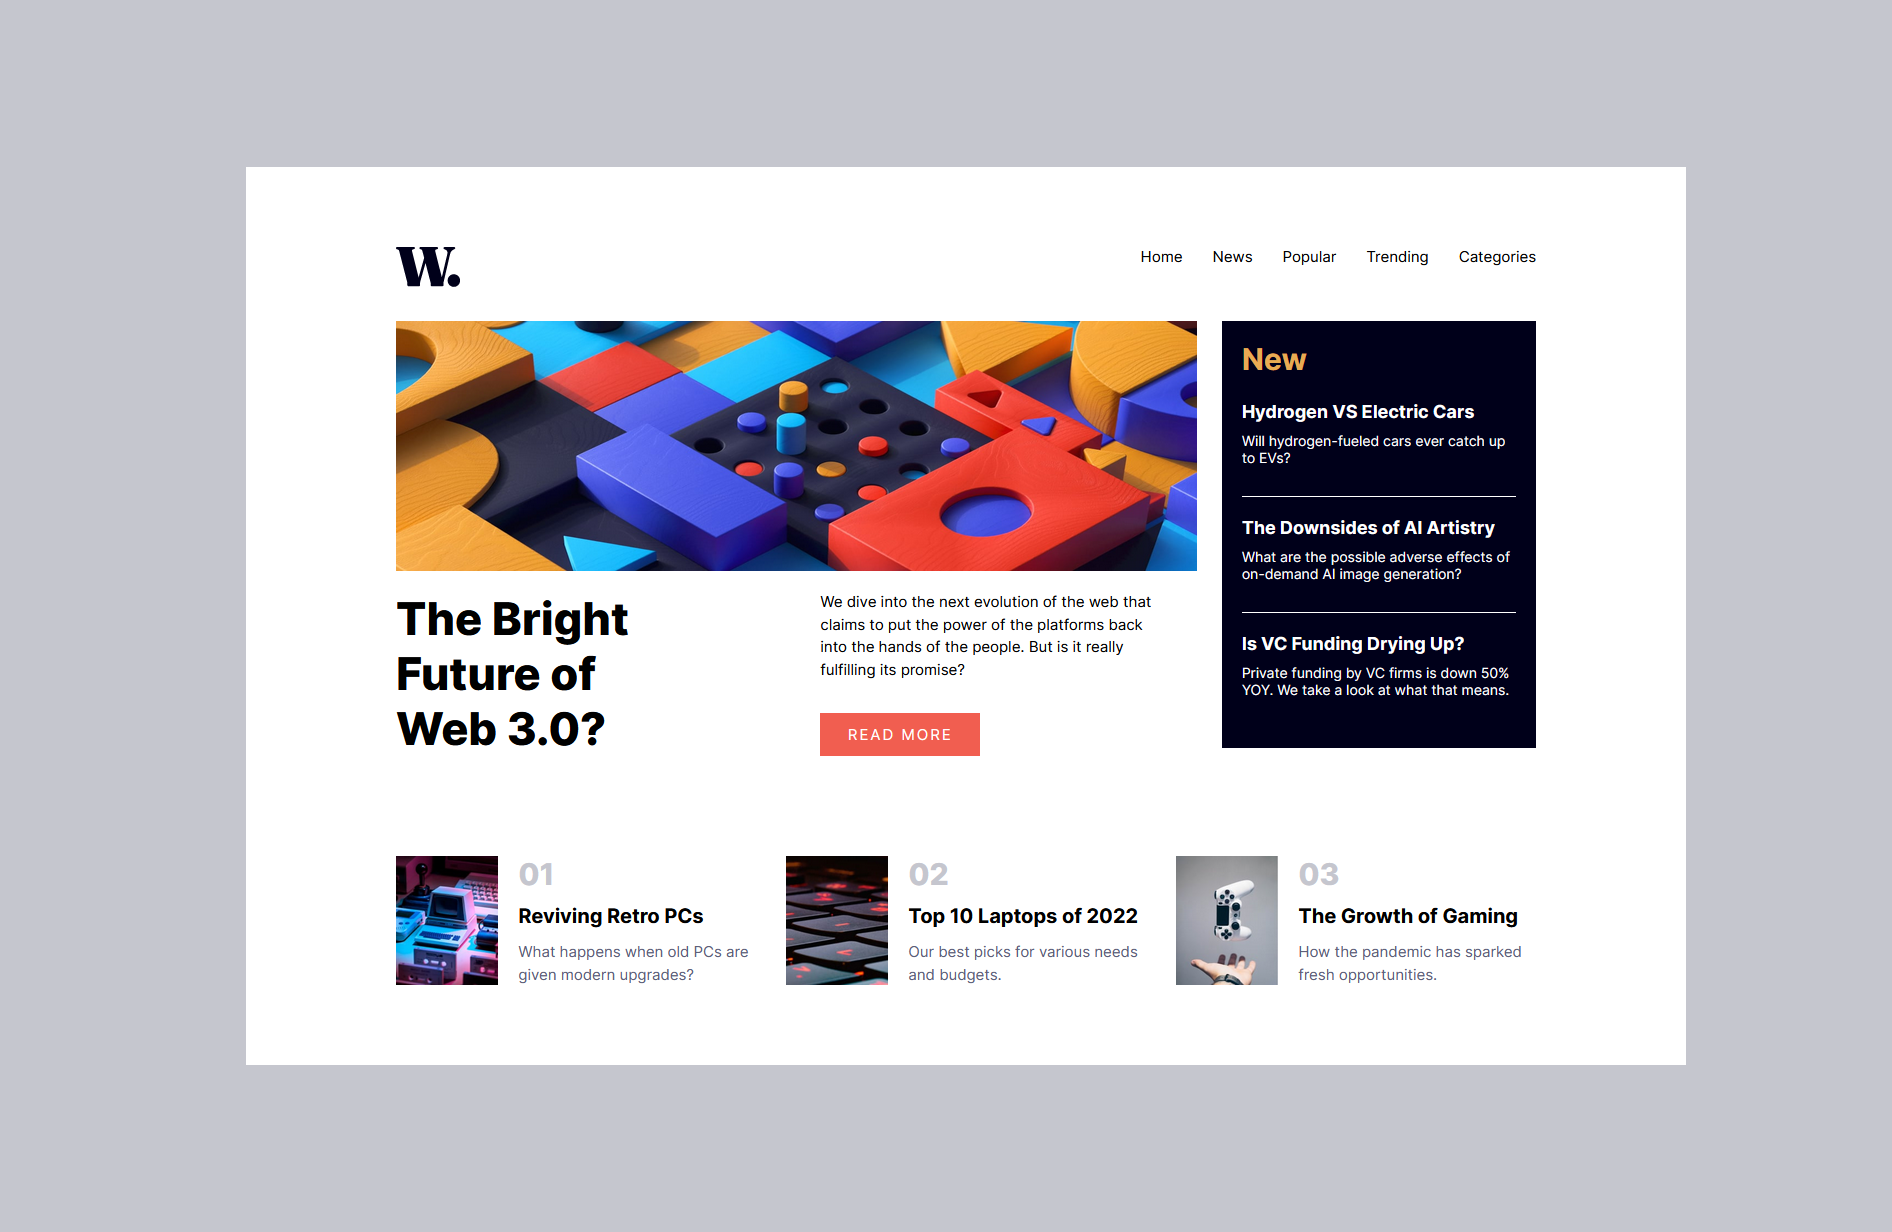 W.
Home News Popular Trending Categories
The Bright
Future of
Web 3.0?
We dive into the next evolution of the web that
claims to put the power of the platforms back
into the hands of the people. But is it really
fulfilling its promise?
READ MORE
New
Hydrogen VS Electric Cars
Will hydrogen-fueled cars ever catch up
to EVs?
The Downsides of AI Artistry
What are the possible adverse effects of
on-demand AI image generation?
Is VC Funding Drying Up?
Private funding by VC firms is down 50%
YOY. We take a look at what that means.
01
Reviving Retro PCs
What happens when old PCs are
given modern upgrades?
02
Top 10 Laptops of 2022
Our best picks for various needs
and budgets.
03
The Growth of Gaming
How the pandemic has sparked
fresh opportunities.